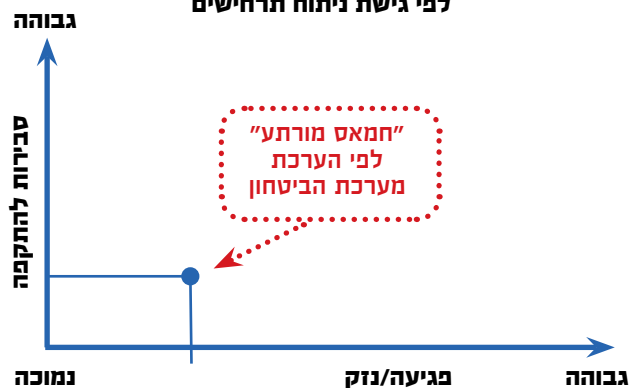 לפי גישת ניתוח תרחישים
גבוהה
סבירות להתקפה
"חמאס מורתע"
לפי הערכת
מערכת הביטחון
נמוכה
פגיעה/נזק
גבוהה